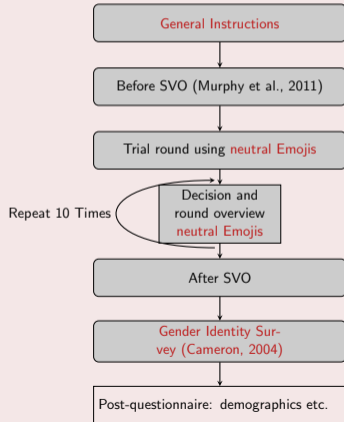 General Instructions
Before SVO (Murphy et al., 2011)
Trial round using neutral Emojis
Repeat 10 Times
Decision and
round overview
neutral Emojis
After SVO
Gender Identity Sur-
vey (Cameron, 2004)
Post-questionnaire: demographics etc.